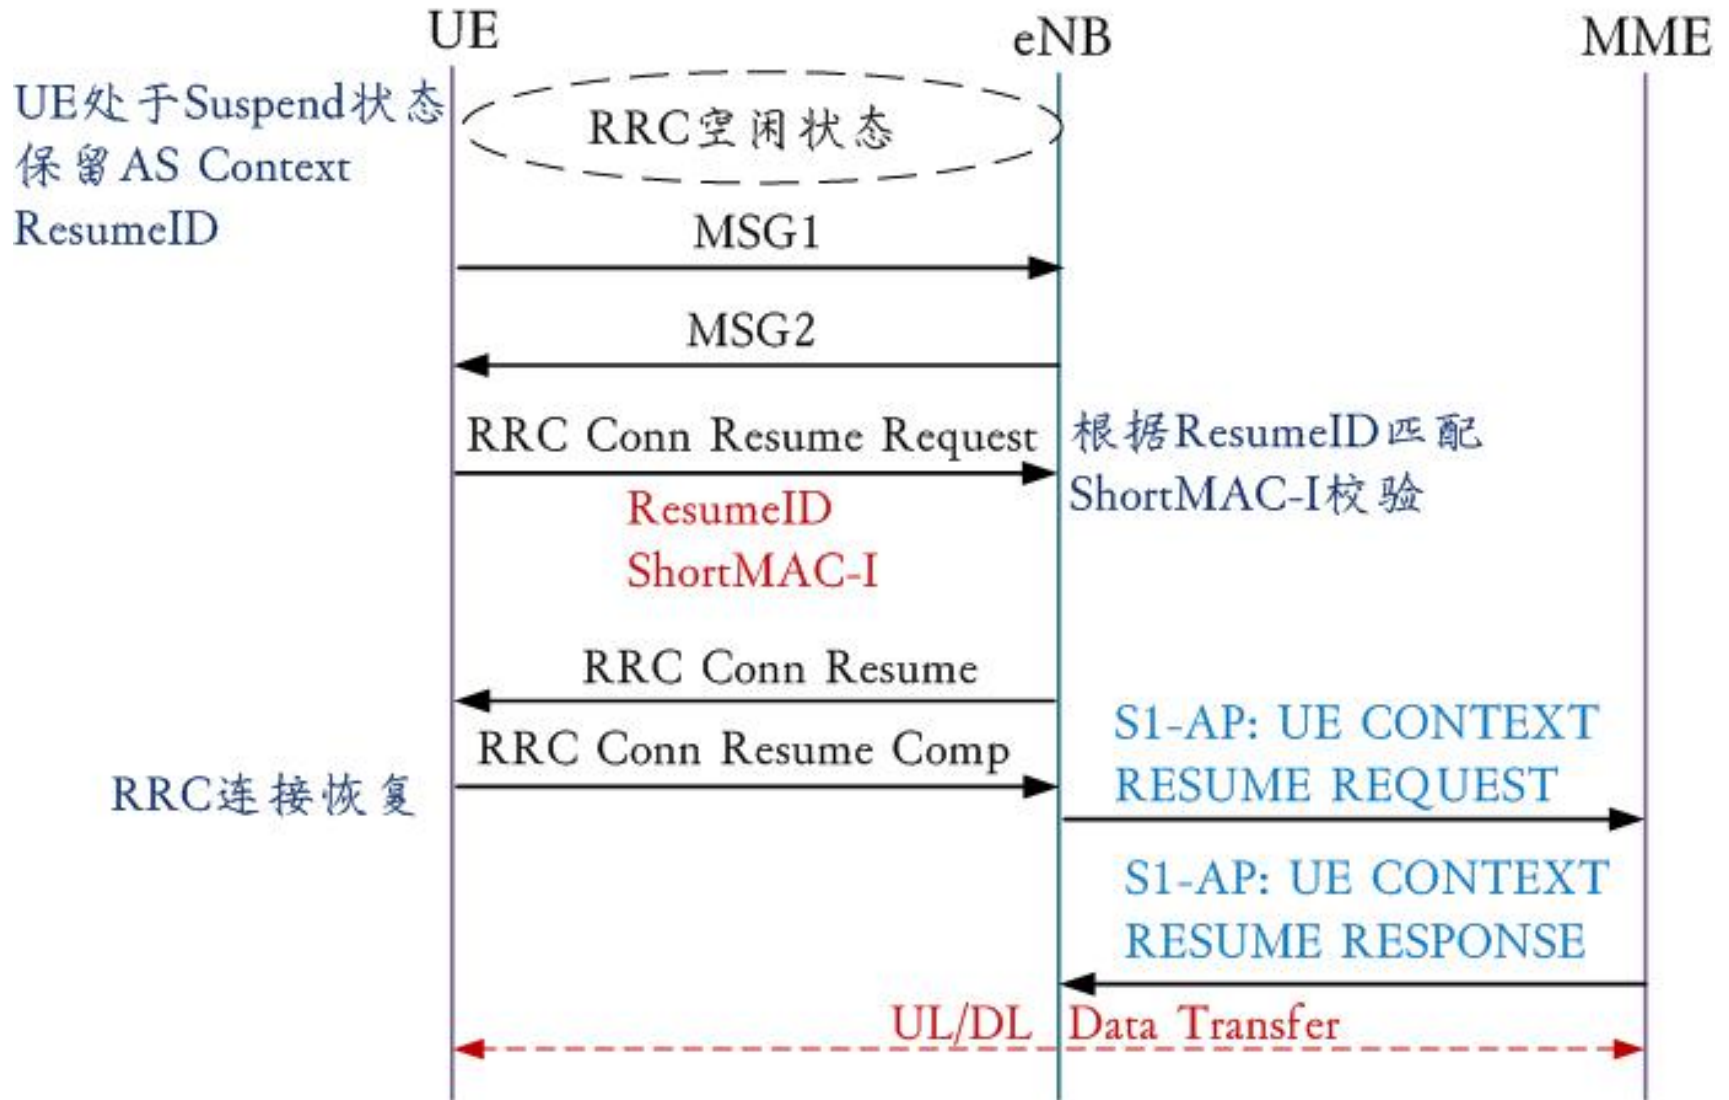 UE
eNB
MME
UE处于Suspend状态
保留AS Context
ResumeID
RRC空闲状态
MSG1
MSG2
RRC Conn Resume Request
ResumeID
ShortMAC-I
根据ResumeID匹配
ShortMAC-I校验
RRC Conn Resume
RRC Conn Resume Comp
RRC连接恢复
S1-AP: UE CONTEXT
RESUME REQUEST
S1-AP: UE CONTEXT
RESUME RESPONSE
UL/DL Data Transfer